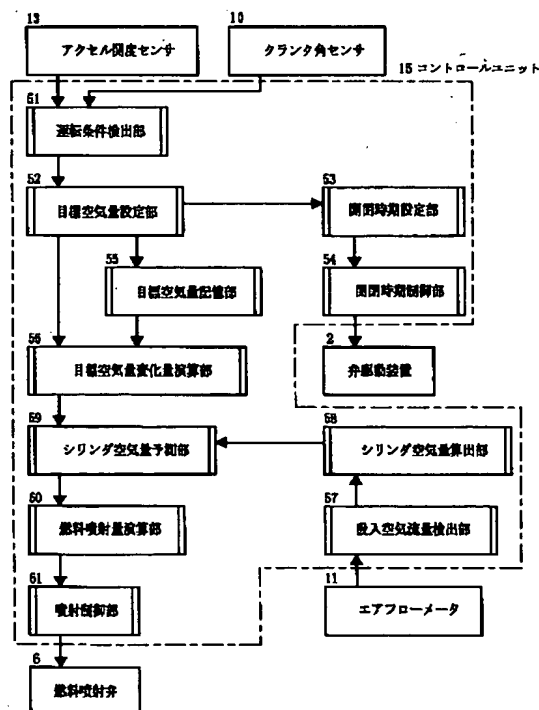 13
アクセル開度センサ
10
クランク角センサ
15 コントロールユニット
51
運転条件検出部
52
目標空気量設定部
53
開閉時期設定部
55
目標空気量記憶部
54
開閉時期制御部
56
目標空気量変化量演算部
2
弁駆動装置
59
シリンダ空気量予測部
58
シリンダ空気量算出部
60
燃料噴射量演算部
57
吸入空気流量検出部
61
噴射制御部
11
エアフローメータ
6
燃料噴射弁